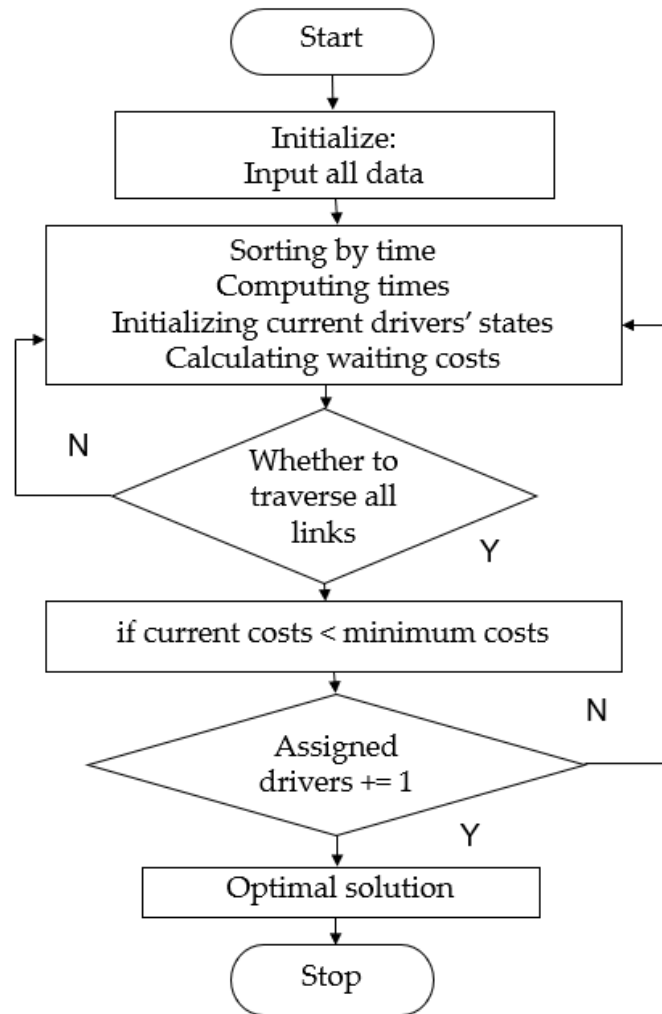 Start
Initialize:
Input all data
Sorting by time
Computing times
Initializing current drivers’ states
Calculating waiting costs
N
Whether to
traverse all
links
Y
if current costs < minimum costs
N
Assigned
drivers += 1
Y
Optimal solution
Stop